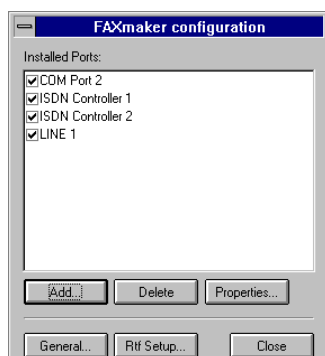 FAXmaker configuration
Installed Ports:
COM Port 2
ISDN Controller 1
ISDN Controller 2
LINE 1
Add... Delete Properties...
General... Rtf Setup... Close